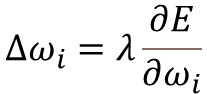 Δω_i = λ ∂E/∂ω_i